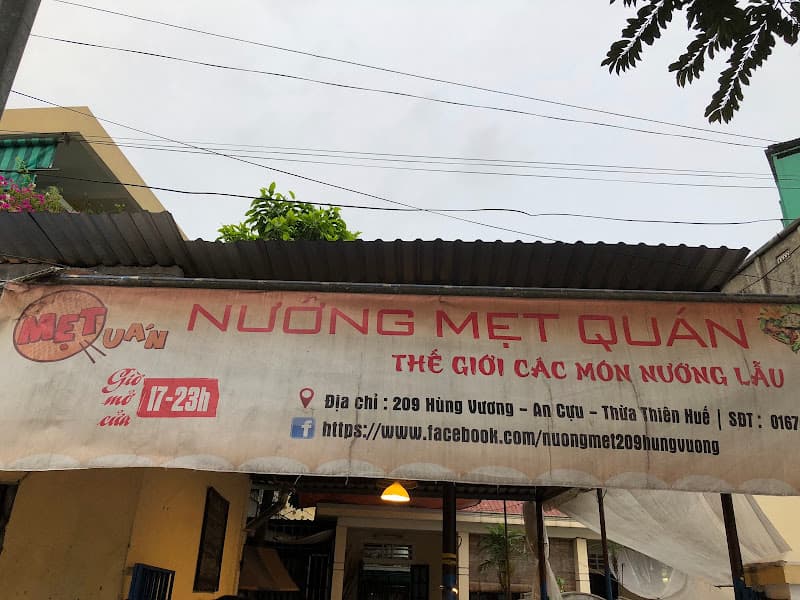 MẸT QUÁN
NƯỚNG MẸT QUÁN
THẾ GIỚI CÁC MÓN NƯỚNG LẨU
Giờ
mở
cửa
17-23h
Địa chỉ : 209 Hùng Vương - An Cựu - Thừa Thiên Huế | SĐT : 0167
f https://www.facebook.com/nuongmet209hungvuong